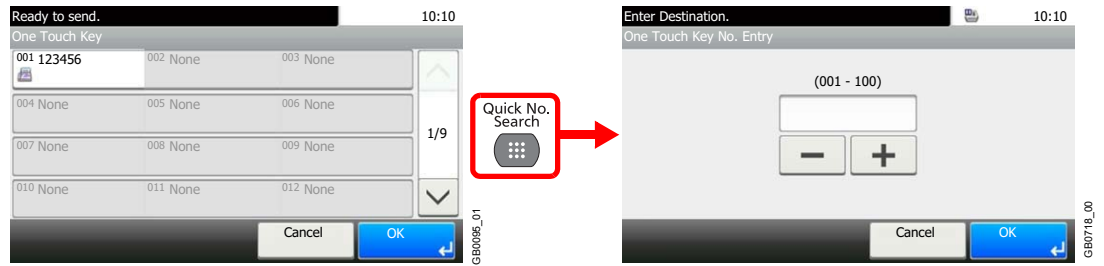 Ready to send. 10:10
One Touch Key
001 123456 002 None 003 None
004 None 005 None 006 None
1/9
007 None 008 None 009 None
010 None 011 None 012 None
Cancel OK
GB0095_01
Quick No.
Search
Enter Destination. 10:10
One Touch Key No. Entry
(001 - 100)
− +
Cancel OK
GB0718_00